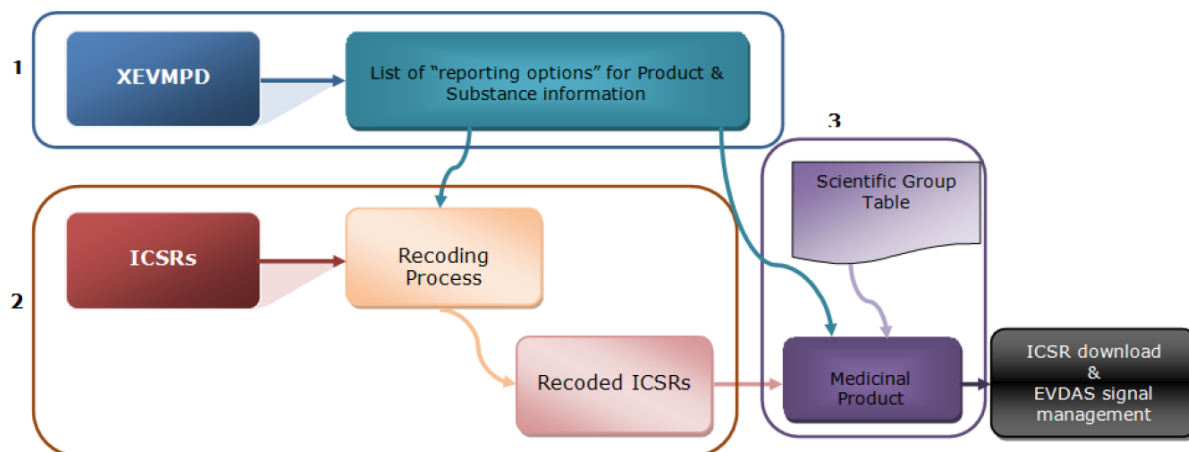 1
XEVMPD
List of “reporting options” for Product &
Substance information
3
Scientific Group
Table
2
ICSRs
Recoding
Process
Recoded ICSRs
Medicinal
Product
ICSR download
&
EVDAS signal
management